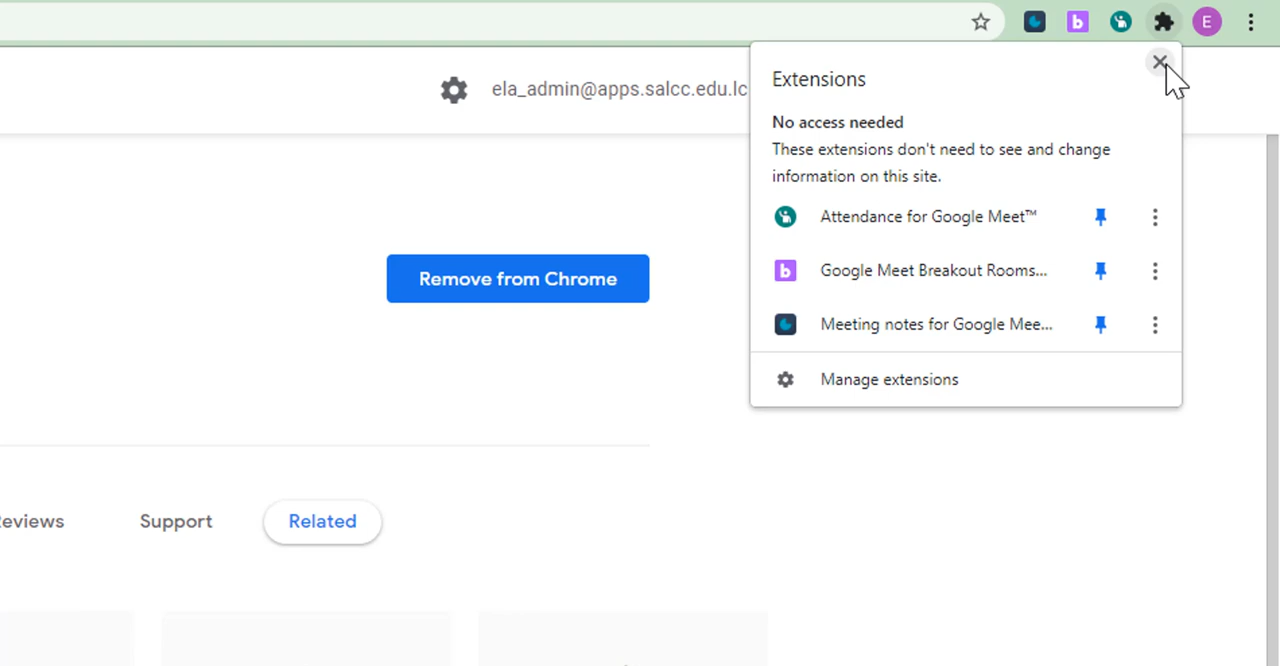 b
E
ela_admin@apps.salcc.edu.lc
Extensions
No access needed
These extensions don't need to see and change
information on this site.
Attendance for Google Meet™
b
Google Meet Breakout Rooms...
Meeting notes for Google Mee...
Manage extensions
Remove from Chrome
eviews
Support
Related